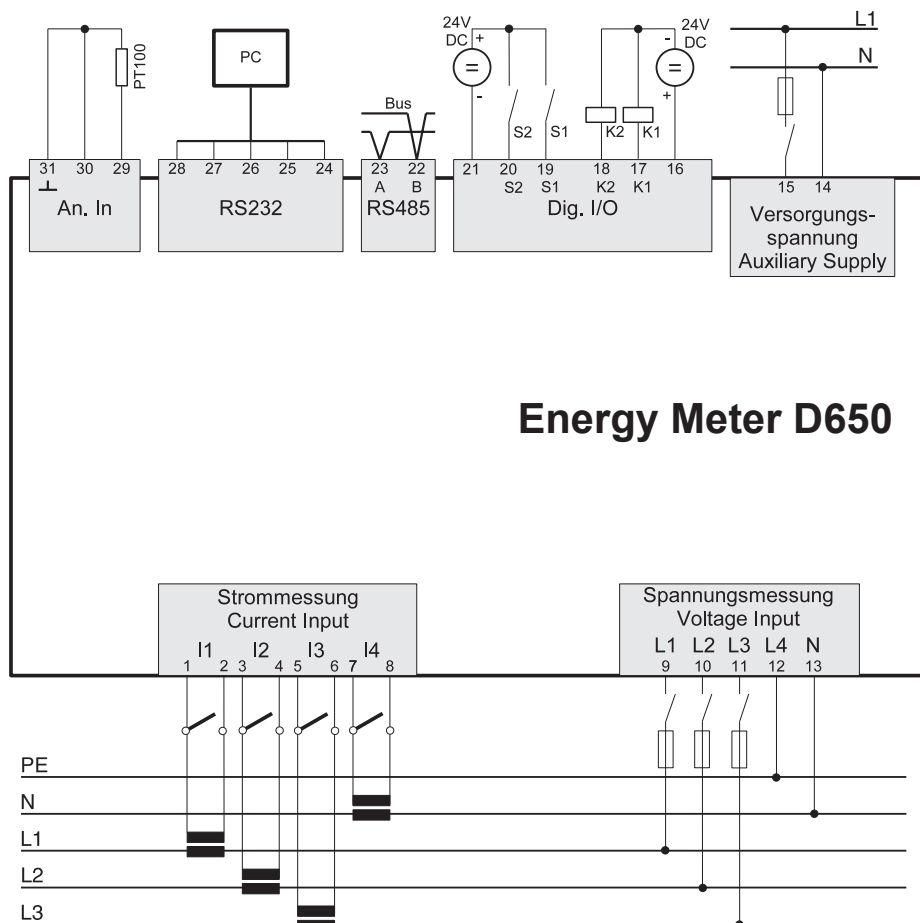 24V
DC
+
-
24V
DC
-
+
L1
N
PT100
PC
Bus
S2
S1
K2
K1
31
30
29
28
27
26
25
24
23
22
21
20
19
18
17
16
15
14
A
B
S2
S1
K2
K1
An. In
RS232
RS485
Dig. I/O
Versorgungs-
spannung
Auxiliary Supply
Energy Meter D650
Strommessung
Current Input
I1
I2
I3
I4
1
2
3
4
5
6
7
8
Spannungsmessung
Voltage Input
L1
L2
L3
L4
N
9
10
11
12
13
PE
N
L1
L2
L3